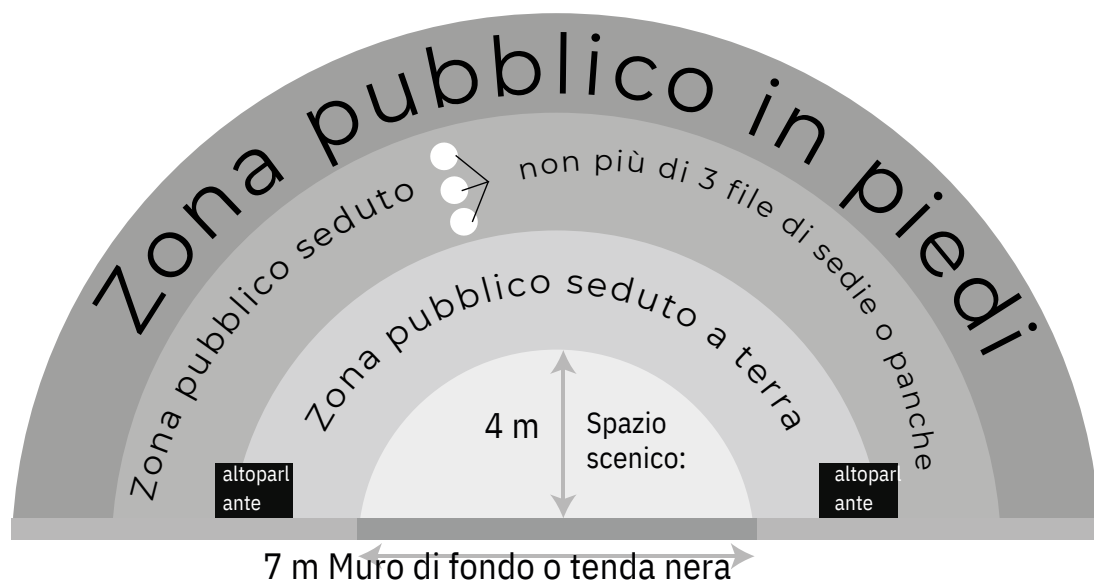 Zona pubblico in piedi
Zona pubblico seduto
non più di 3 file di sedie o panche
Zona pubblico seduto a terra
4 m
Spazio
scenico:
altoparl
ante
altoparl
ante
7 m Muro di fondo o tenda nera